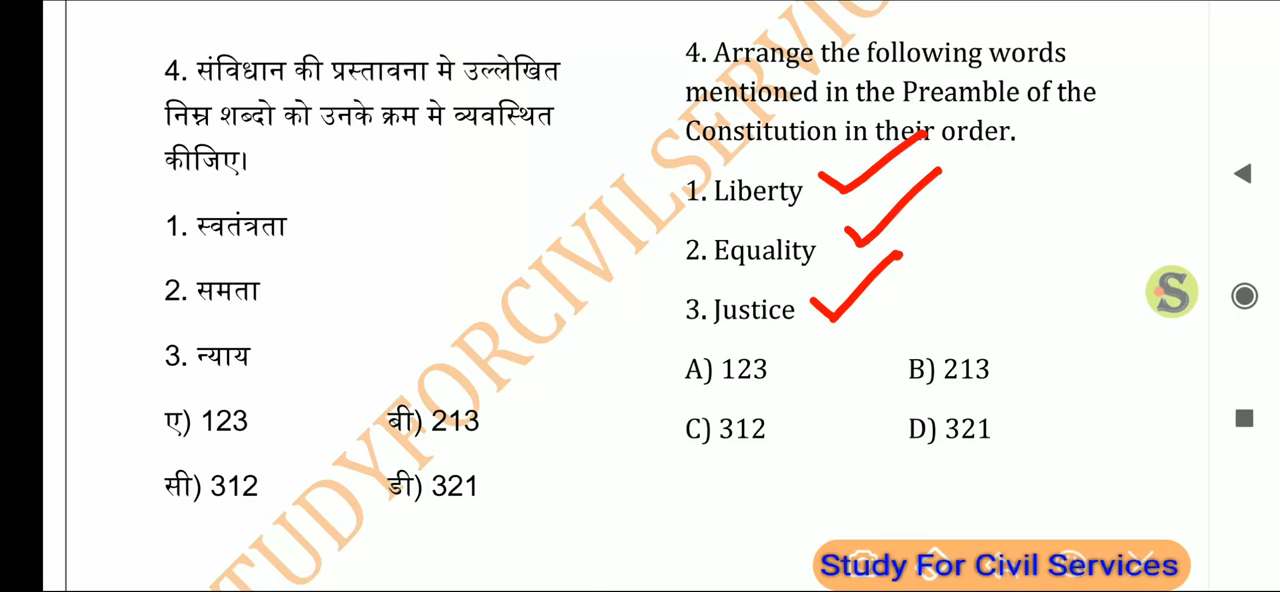 4. संविधान की प्रस्तावना मे उल्लेखित
निम्न शब्दो को उनके क्रम मे व्यवस्थित
कीजिए।
1. स्वतंत्रता
2. समता
3. न्याय
ए) 123 बी) 213
सी) 312 डी) 321
4. Arrange the following words
mentioned in the Preamble of the
Constitution in their order.
1. Liberty
2. Equality
3. Justice
A) 123 B) 213
C) 312 D) 321
STUDYFORCIVILSERVIC
S
Study For Civil Services